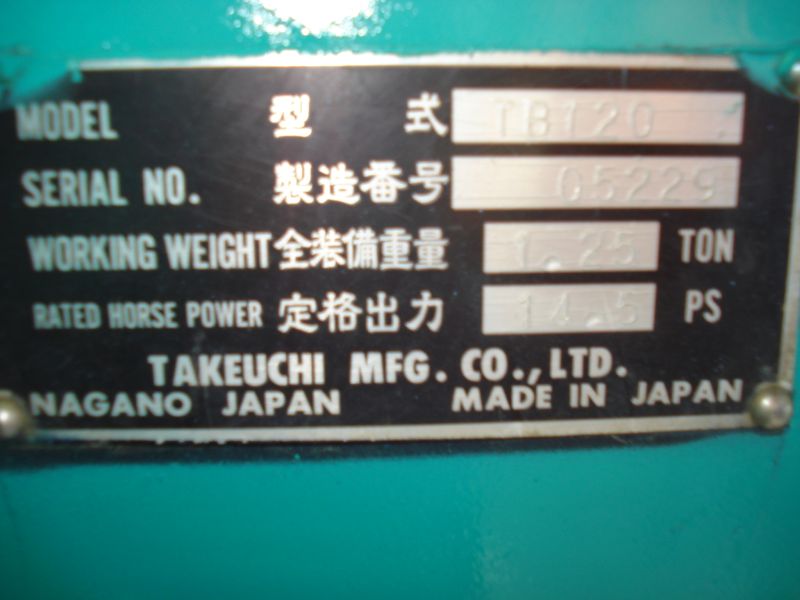 MODEL 型 式 TB120
SERIAL NO. 製造番号 05229
WORKING WEIGHT 全装備重量 1.25 TON
RATED HORSE POWER 定格出力 14.5 PS
TAKEUCHI MFG. CO., LTD.
NAGANO JAPAN MADE IN JAPAN